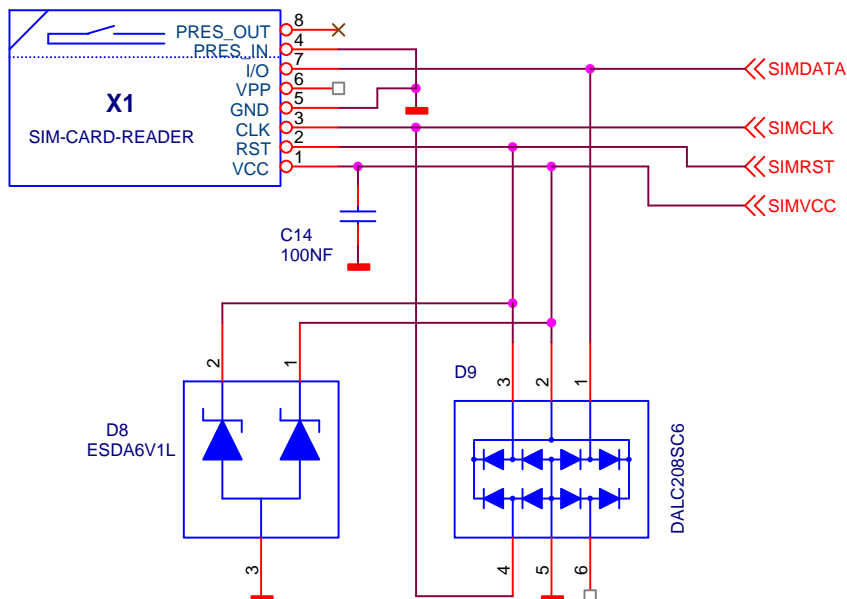 PRES_OUT 8
PRES_IN 4
I/O 7
SIMDATA
VPP 6
X1
GND 5
CLK 3
SIMCLK
SIM-CARD-READER
RST 2
SIMRST
VCC 1
SIMVCC
C14
100NF
2
1
D9
3
2
1
D8
ESDA6V1L
DALC208SC6
3
4
5
6